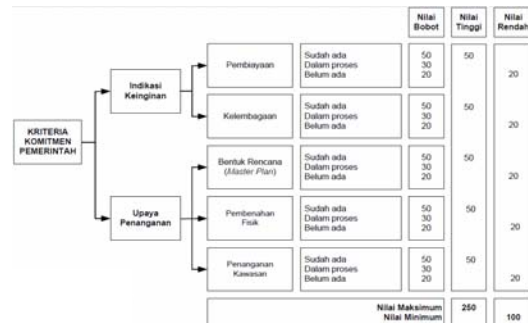 Nilai Bobot
Nilai Tinggi
Nilai Rendah
KRITERIA
KOMITMEN
PEMERINTAH
Indikasi
Keinginan
Pembiayaan
Sudah ada 50
Dalam proses 30
Belum ada 20
50
20
Kelembagaan
Sudah ada 50
Dalam proses 30
Belum ada 20
50
20
Upaya
Penanganan
Bentuk Rencana
(Master Plan)
Sudah ada 50
Dalam proses 30
Belum ada 20
50
20
Pembenahan
Fisik
Sudah ada 50
Dalam proses 30
Belum ada 20
50
20
Penanganan
Kawasan
Sudah ada 50
Dalam proses 30
Belum ada 20
50
20
Nilai Maksimum 250
Nilai Minimum 100